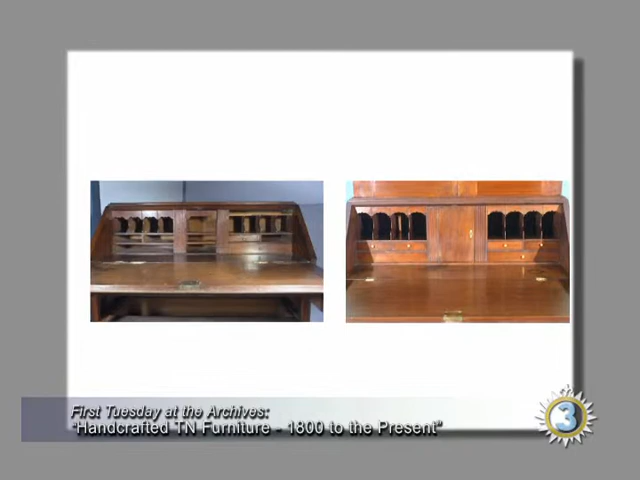 First Tuesday at the Archives:
"Handcrafted TN Furniture - 1800 to the Present"
3